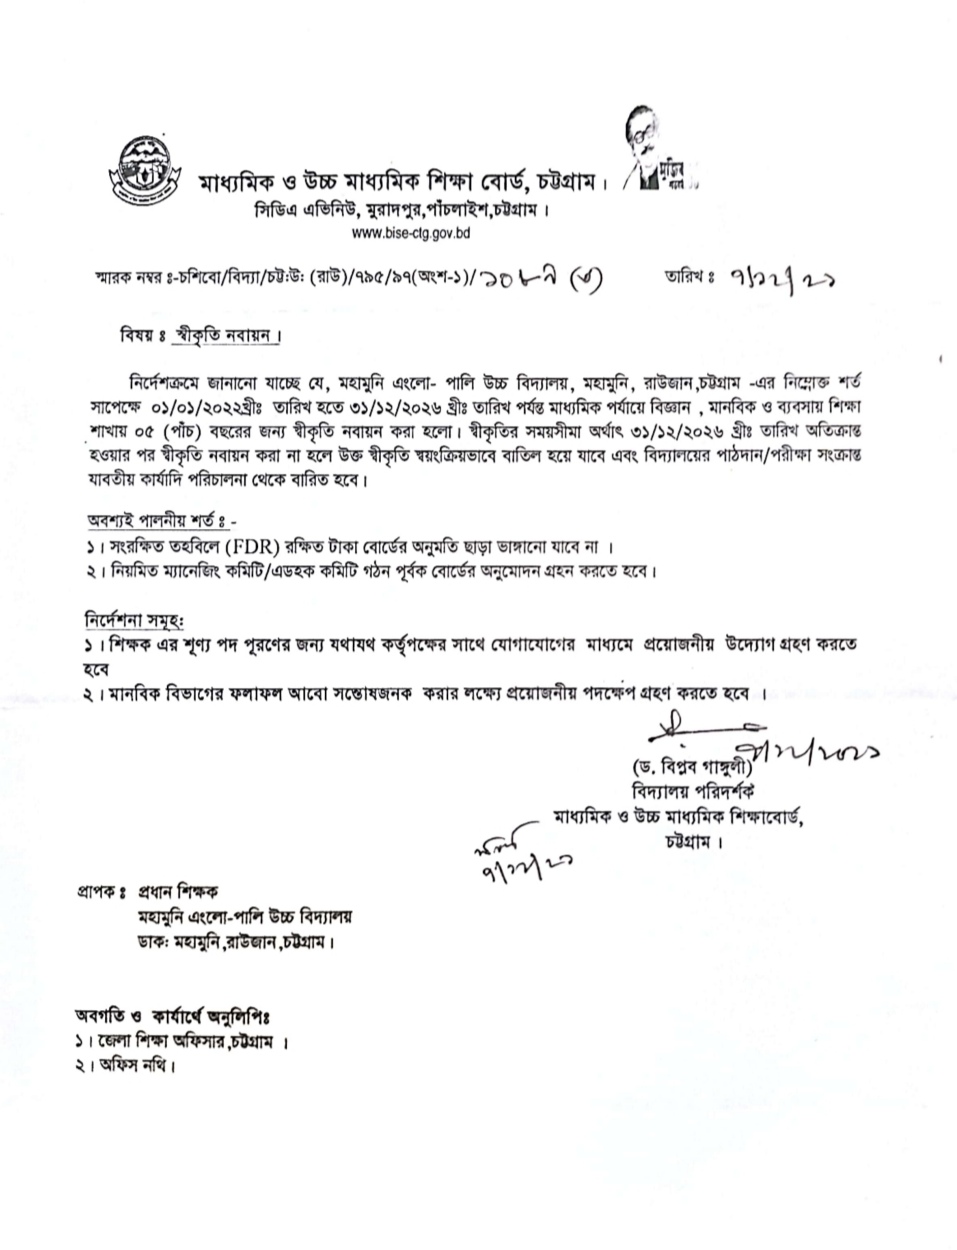 মাধ্যমিক ও উচ্চ মাধ্যমিক শিক্ষা বোর্ড, চট্টগ্রাম।
মুজিব
সিডিএ এভিনিউ, মুরাদপুর,পাঁচলাইশ,চট্টগ্রাম।
www.bise-ctg.gov.bd
স্মারক নম্বর ঃ-চশিবো/বিদ্যা/চট্ট:উ: (রাউ)/৭৯৫/৯৭(অংশ-১)/ তারিখ ঃ ৭/১২/২১
বিষয় ঃ স্বীকৃতি নবায়ন।
নির্দেশক্রমে জানানো যাচ্ছে যে, মহামুনি এংলো- পালি উচ্চ বিদ্যালয়, মহামুনি, রাউজান,চট্টগ্রাম -এর নিম্নোক্ত শর্ত
সাপেক্ষে ০১/০১/২০২২খ্রীঃ তারিখ হতে ৩১/১২/২০২৬ খ্রীঃ তারিখ পর্যন্ত মাধ্যমিক পর্যায়ে বিজ্ঞান , মানবিক ও ব্যবসায় শিক্ষা
শাখায় ০৫ (পাঁচ) বছরের জন্য স্বীকৃতি নবায়ন করা হলো। স্বীকৃতির সময়সীমা অর্থাৎ ৩১/১২/২০২৬ খ্রীঃ তারিখ অতিক্রান্ত
হওয়ার পর স্বীকৃতি নবায়ন করা না হলে উক্ত স্বীকৃতি স্বয়ংক্রিয়ভাবে বাতিল হয়ে যাবে এবং বিদ্যালয়ের পাঠদান/পরীক্ষা সংক্রান্ত
যাবতীয় কার্যাদি পরিচালনা থেকে বারিত হবে।
অবশ্যই পালনীয় শর্ত ঃ -
১। সংরক্ষিত তহবিলে (FDR) রক্ষিত টাকা বোর্ডের অনুমতি ছাড়া ভাঙ্গানো যাবে না ।
২। নিয়মিত ম্যানেজিং কমিটি/এডহক কমিটি গঠন পূর্বক বোর্ডের অনুমোদন গ্রহন করতে হবে।
নির্দেশনা সমূহঃ
১। শিক্ষক এর শূণ্য পদ পূরণের জন্য যথাযথ কর্তৃপক্ষের সাথে যোগাযোগের মাধ্যমে প্রয়োজনীয় উদ্যোগ গ্রহণ করতে
হবে
২। মানবিক বিভাগের ফলাফল আবো সন্তোষজনক করার লক্ষ্যে প্রয়োজনীয় পদক্ষেপ গ্রহণ করতে হবে ।
৭/১২/২০২১
(ড. বিপ্লব গাঙ্গুলী)
বিদ্যালয় পরিদর্শক
মাধ্যমিক ও উচ্চ মাধ্যমিক শিক্ষাবোর্ড,
চট্টগ্রাম ।
৭/১২/২১
প্রাপক ঃ প্রধান শিক্ষক
মহামুনি এংলো-পালি উচ্চ বিদ্যালয়
ডাক: মহামুনি,রাউজান,চট্টগ্রাম।
অবগতি ও কার্যার্থে অনুলিপিঃ
১। জেলা শিক্ষা অফিসার,চট্টগ্রাম ।
২। অফিস নথি।